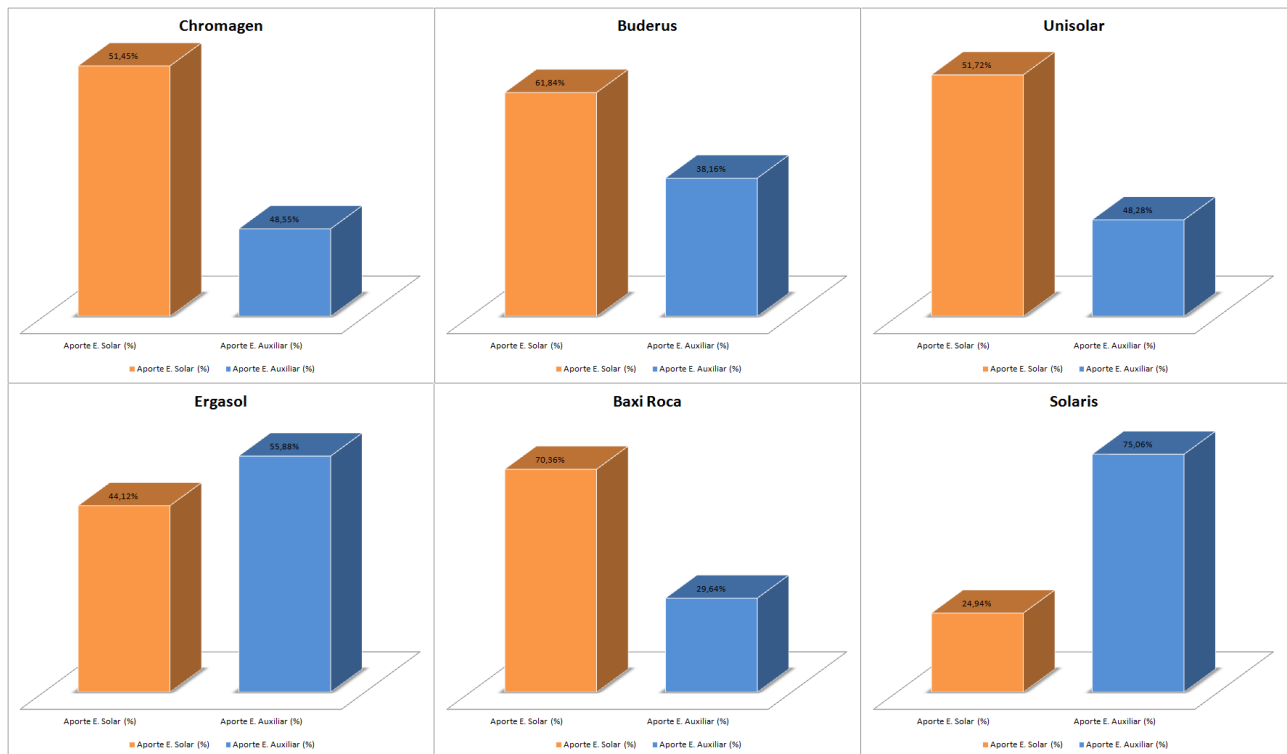 Chromagen
51,45%
48,55%
Aporte E. Solar (%) Aporte E. Auxiliar (%)
Aporte E. Solar (%) Aporte E. Auxiliar (%)
Buderus
61,84%
38,16%
Aporte E. Solar (%) Aporte E. Auxiliar (%)
Aporte E. Solar (%) Aporte E. Auxiliar (%)
Unisolar
51,72%
48,28%
Aporte E. Solar (%) Aporte E. Auxiliar (%)
Aporte E. Solar (%) Aporte E. Auxiliar (%)
Ergasol
55,88%
44,12%
Aporte E. Solar (%) Aporte E. Auxiliar (%)
Aporte E. Solar (%) Aporte E. Auxiliar (%)
Baxi Roca
70,36%
29,64%
Aporte E. Solar (%) Aporte E. Auxiliar (%)
Aporte E. Solar (%) Aporte E. Auxiliar (%)
Solaris
75,06%
24,94%
Aporte E. Solar (%) Aporte E. Auxiliar (%)
Aporte E. Solar (%) Aporte E. Auxiliar (%)